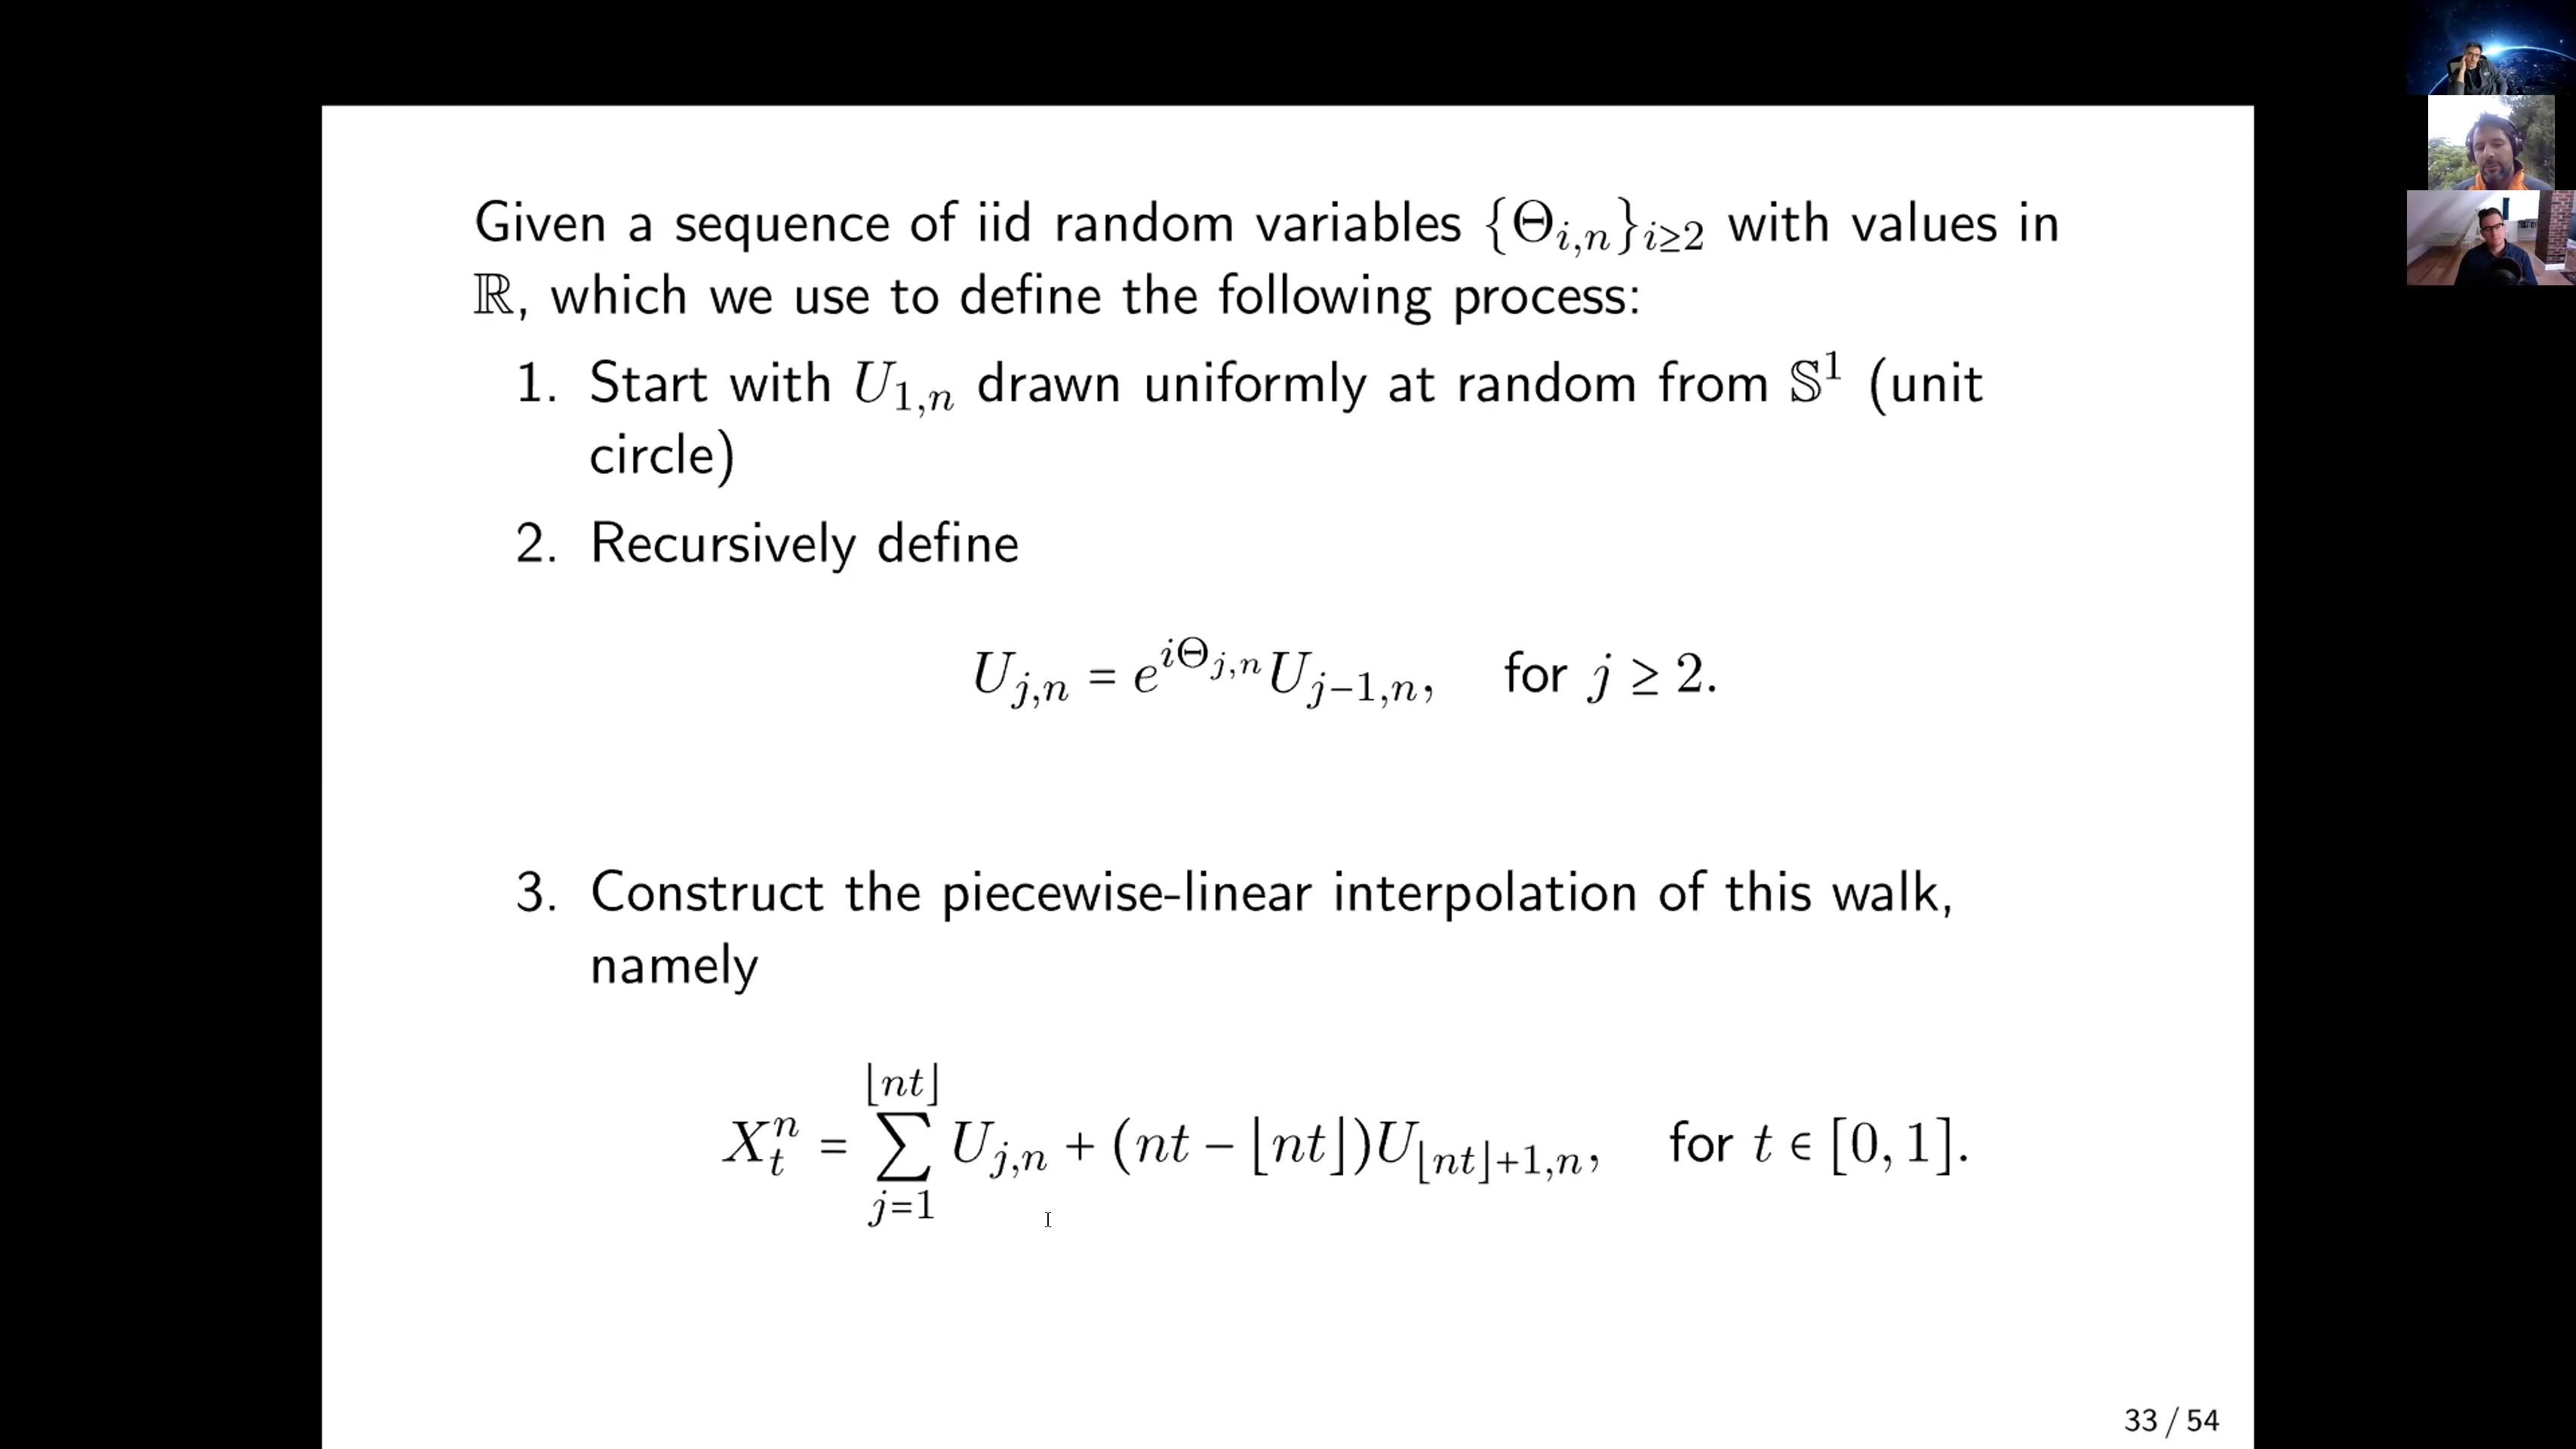 Given a sequence of iid random variables {Θ_{i,n}}_{i≥2} with values in
ℝ, which we use to define the following process:
1. Start with U_{1,n} drawn uniformly at random from 𝕊^1 (unit
circle)
2. Recursively define
U_{j,n} = e^{iΘ_{j,n}} U_{j−1,n}, for j ≥ 2.
3. Construct the piecewise-linear interpolation of this walk,
namely
X_t^n = ∑_{j=1}^{⌊nt⌋} U_{j,n} + (nt − ⌊nt⌋)U_{⌊nt⌋+1,n}, for t ∈ [0, 1].
33 / 54